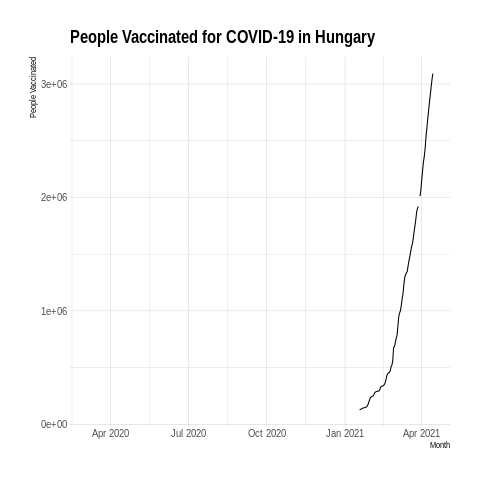 People Vaccinated for COVID-19 in Hungary
People Vaccinated
3e+06
2e+06
1e+06
0e+00
Apr 2020 Jul 2020 Oct 2020 Jan 2021 Apr 2021
Month